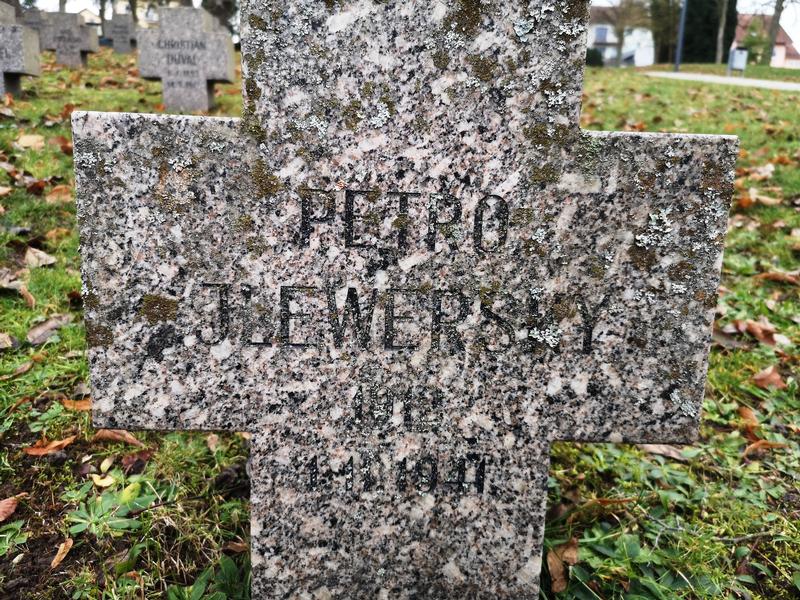 PETRO
JLEWERSKY
1912
1.11.1941
CHRISTIAN
DUVAL